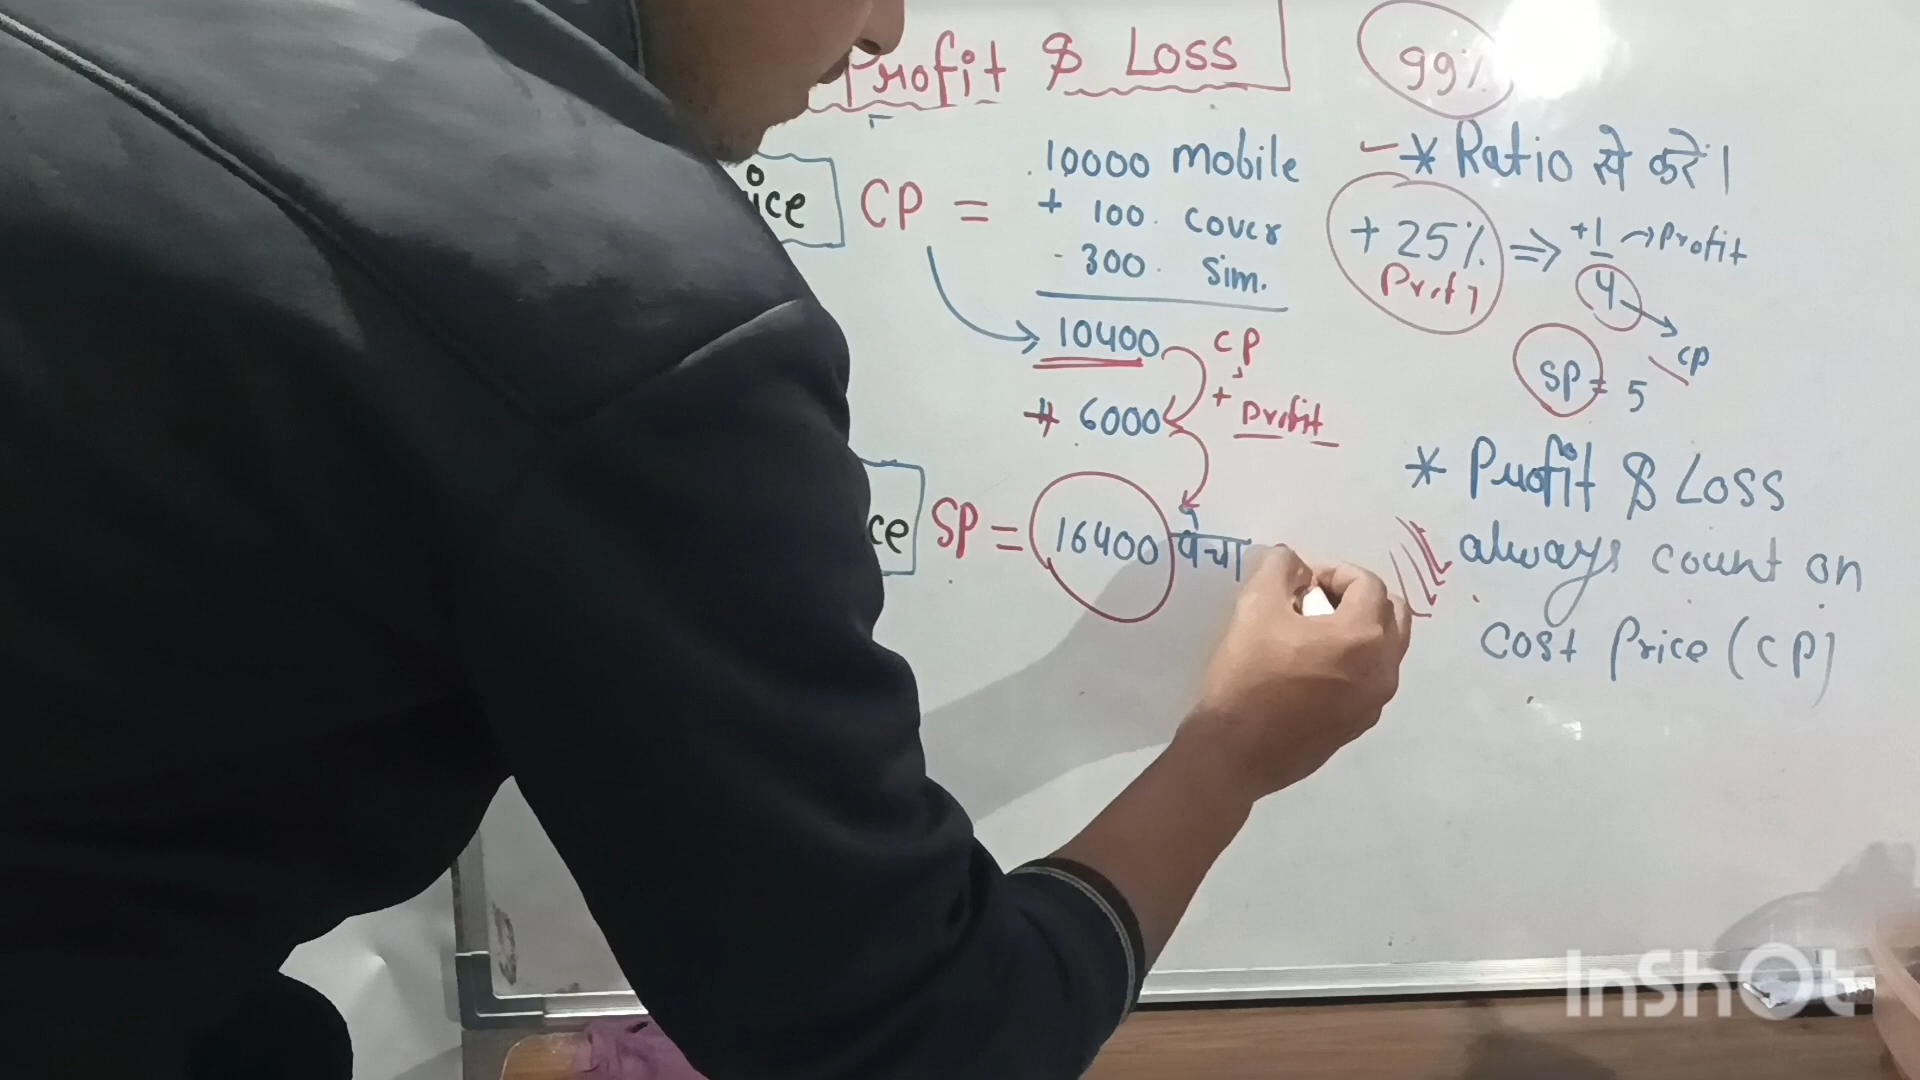 Profit $ Loss
99%
ice CP = 10000 mobile
+ 100. cover
300. Sim.
10400 CP
+ 6000 + Profit
ce SP = 16400 बेचा
* Ratio से करें।
+ 25% ⇒ +1/4 → Profit
Profit
CP
SP = 5
* Profit $ Loss
always count on
Cost Price (CP)
InShOt